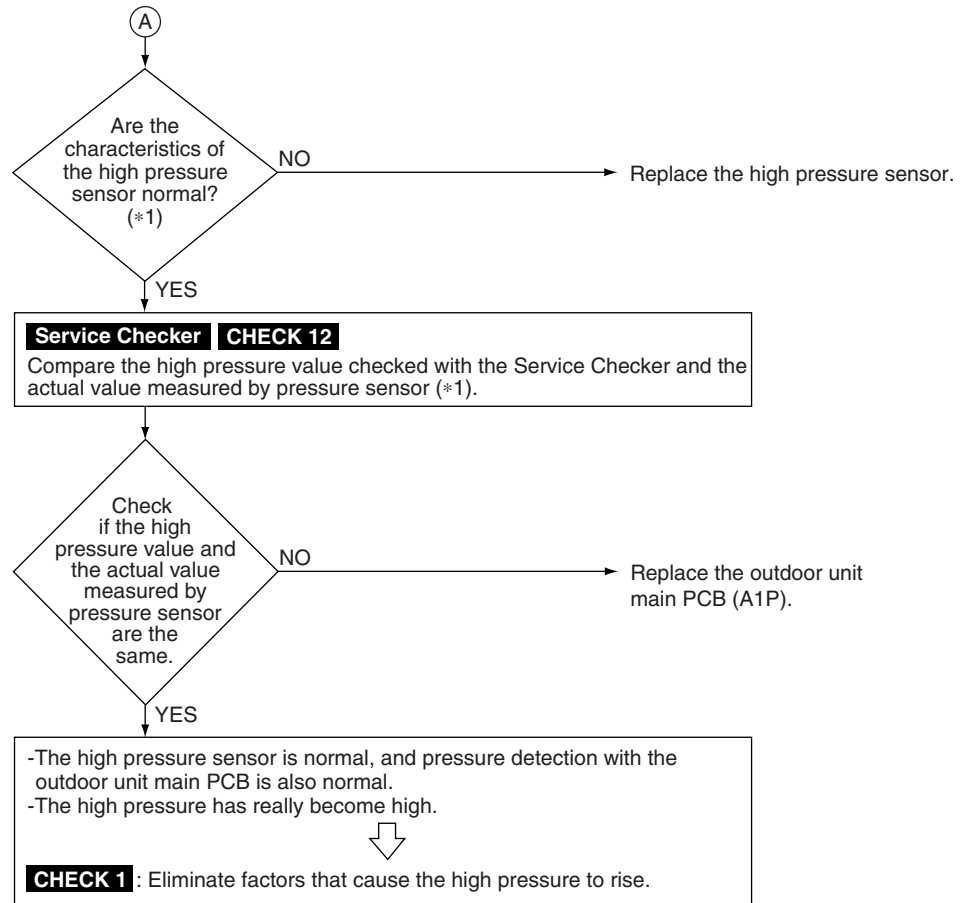 A
Are the
characteristics of
the high pressure
sensor normal?
(*1)
NO
Replace the high pressure sensor.
YES
Service Checker CHECK 12
Compare the high pressure value checked with the Service Checker and the
actual value measured by pressure sensor (*1).
Check
if the high
pressure value and
the actual value
measured by
pressure sensor
are the
same.
NO
Replace the outdoor unit
main PCB (A1P).
YES
-The high pressure sensor is normal, and pressure detection with the
outdoor unit main PCB is also normal.
-The high pressure has really become high.
CHECK 1 : Eliminate factors that cause the high pressure to rise.